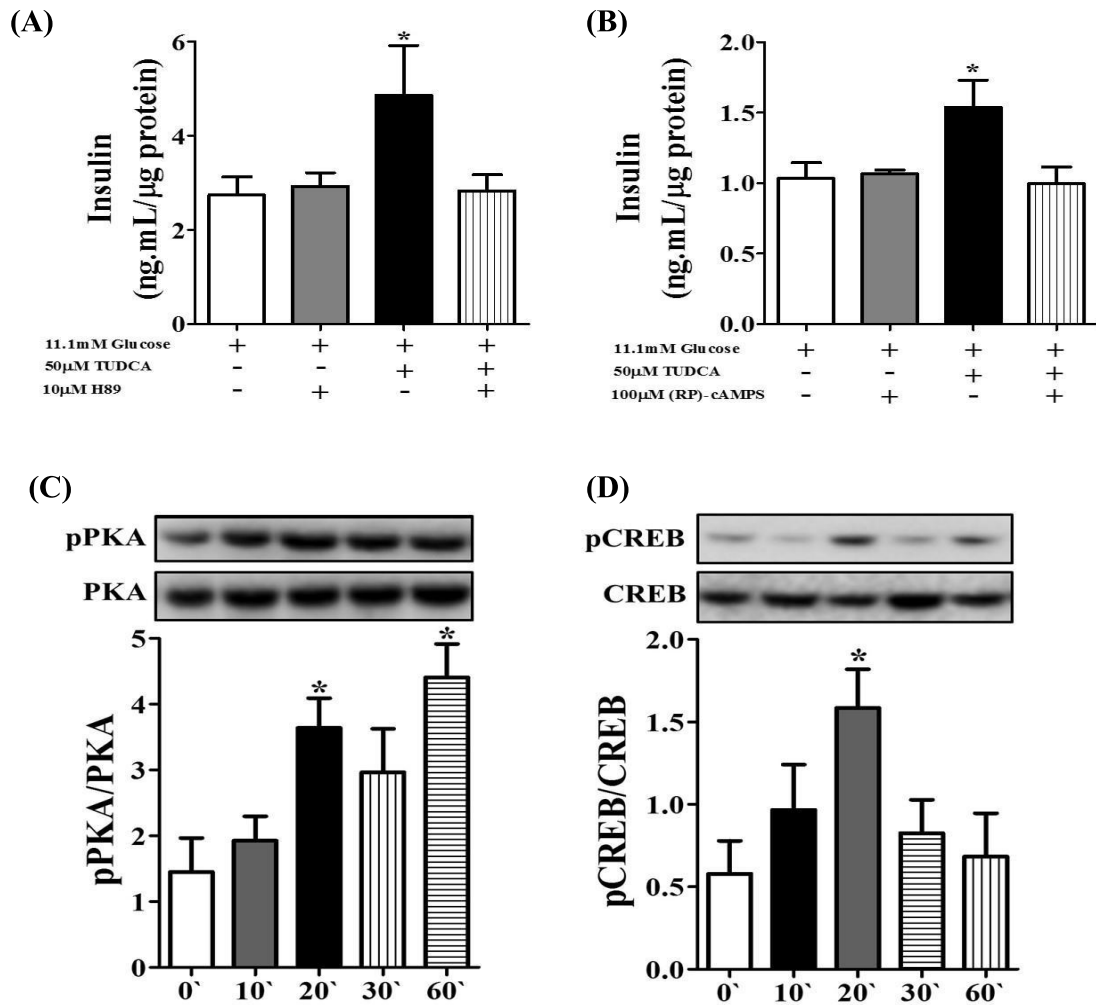 (A)
Insulin
(ng.mL/µg protein)
6
4
2
0
*
11.1mM Glucose + + + +
50µM TUDCA - - + +
10µM H89 - + - +
(B)
Insulin
(ng.mL/µg protein)
2.0
1.5
1.0
0.5
0.0
*
11.1mM Glucose + + + +
50µM TUDCA - - + +
100µM (RP)-cAMPS - + - +
(C)
pPKA
PKA
pPKA/PKA
5
4
3
2
1
0
* *
0` 10` 20` 30` 60`
(D)
pCREB
CREB
pCREB/CREB
2.0
1.5
1.0
0.5
0.0
*
0` 10` 20` 30` 60`